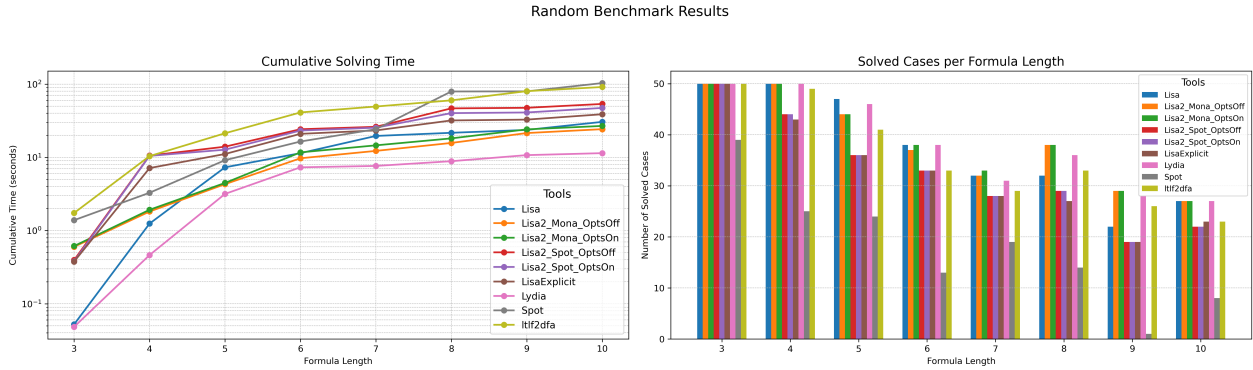 Random Benchmark Results
Cumulative Solving Time
Cumulative Time (seconds)
10²
10¹
10⁰
10⁻¹
3 4 5 6 7 8 9 10
Formula Length
Tools
Lisa
Lisa2_Mona_OptsOff
Lisa2_Mona_OptsOn
Lisa2_Spot_OptsOff
Lisa2_Spot_OptsOn
LisaExplicit
Lydia
Spot
ltlf2dfa
Solved Cases per Formula Length
Number of Solved Cases
50
40
30
20
10
0
3 4 5 6 7 8 9 10
Formula Length
Tools
Lisa
Lisa2_Mona_OptsOff
Lisa2_Mona_OptsOn
Lisa2_Spot_OptsOff
Lisa2_Spot_OptsOn
LisaExplicit
Lydia
Spot
ltlf2dfa